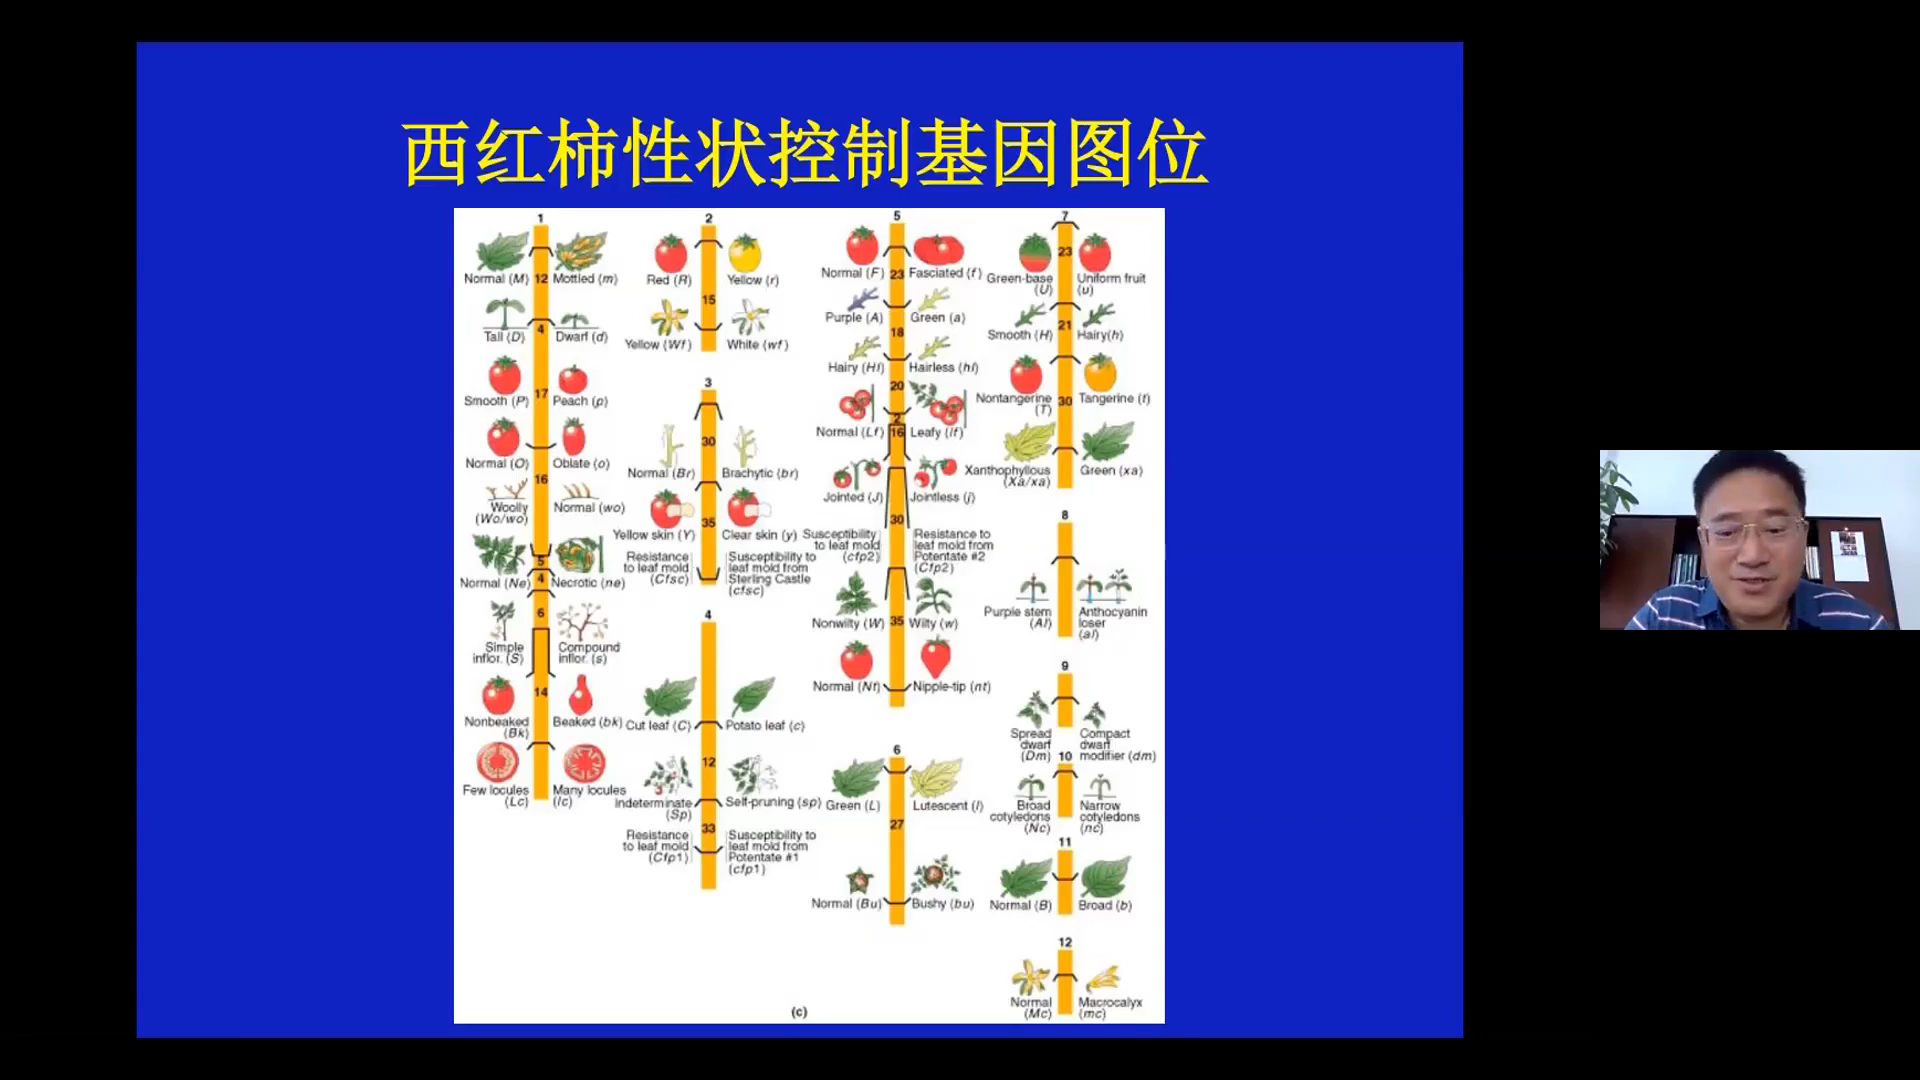 西红柿性状控制基因图位
1
Normal (M)
12
Mottled (m)
Tall (D)
4
Dwarf (d)
Smooth (P)
17
Peach (p)
Normal (O)
Oblate (o)
16
Woolly
(Wo/wo)
Normal (wo)
5
Normal (Ne)
4
Necrotic (ne)
6
Simple
inflor. (S)
Compound
inflor. (s)
14
Nonbeaked
(Bk)
Beaked (bk)
Few locules
(Lc)
Many locules
(lc)
2
Red (R)
Yellow (r)
15
Yellow (Wf)
White (wf)
3
30
Normal (Br)
Brachytic (br)
35
Yellow skin (Y)
Clear skin (y)
Resistance
to leaf mold
(Cfsc)
Susceptibility to
leaf mold from
Sterling Castle
(cfsc)
4
Cut leaf (C)
Potato leaf (c)
12
Indeterminate
(Sp)
Self-pruning (sp)
33
Resistance
to leaf mold
(Cfp1)
Susceptibility to
leaf mold from
Potentate #1
(cfp1)
5
Normal (F)
23
Fasciated (f)
Purple (A)
Green (a)
18
Hairy (Hl)
Hairless (hl)
20
2
Normal (Lf)
16
Leafy (lf)
Jointed (J)
Jointless (j)
30
Susceptibility
to leaf mold
(cfp2)
Resistance to
leaf mold from
Potentate #2
(Cfp2)
Nonwilty (W)
35
Wilty (w)
Normal (Nt)
Nipple-tip (nt)
6
Green (L)
Lutescent (l)
27
Normal (Bu)
Bushy (bu)
7
23
Green-base
(U)
Uniform fruit
(u)
21
Smooth (H)
Hairy(h)
Nontangerine
(T)
30
Tangerine (t)
Xanthophyllous
(Xa/xa)
Green (xa)
8
Purple stem
(Al)
Anthocyanin
loser
(al)
9
Spread
dwarf
(Dm)
Compact
dwarf
modifier (dm)
10
Broad
cotyledons
(Nc)
Narrow
cotyledons
(nc)
11
Normal (B)
Broad (b)
12
Normal
(Mc)
Macrocalyx
(mc)
(c)